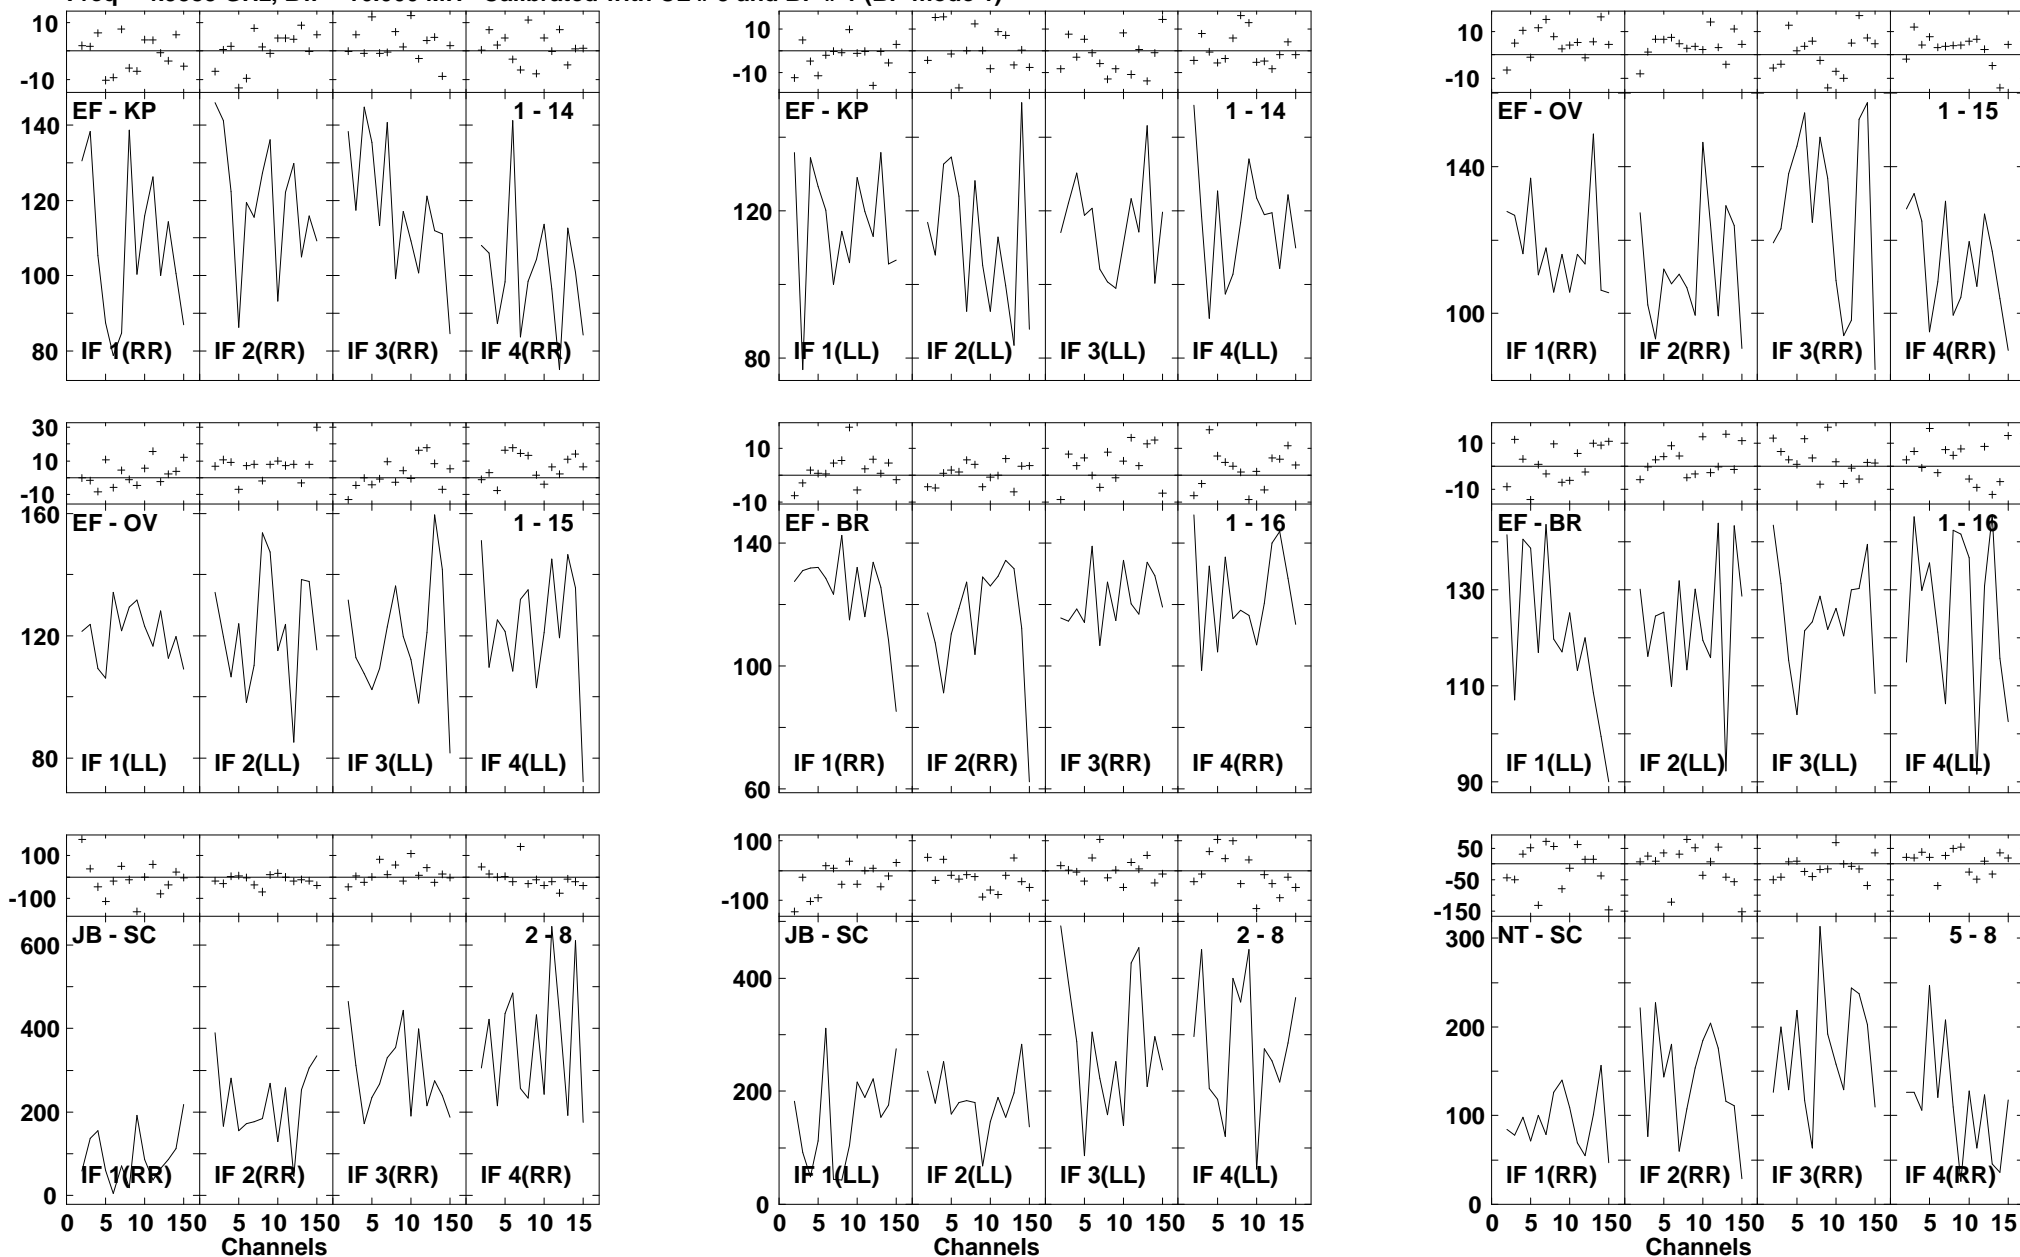 10
-10
140
120
100
80
EF - KP
1 - 14
IF 1(RR)
IF 2(RR)
IF 3(RR)
IF 4(RR)
10
-10
120
80
EF - KP
1 - 14
IF 1(LL)
IF 2(LL)
IF 3(LL)
IF 4(LL)
10
-10
140
100
EF - OV
1 - 15
IF 1(RR)
IF 2(RR)
IF 3(RR)
IF 4(RR)
30
10
-10
160
120
80
EF - OV
1 - 15
IF 1(LL)
IF 2(LL)
IF 3(LL)
IF 4(LL)
10
-10
140
100
60
EF - BR
1 - 16
IF 1(RR)
IF 2(RR)
IF 3(RR)
IF 4(RR)
10
-10
130
110
90
EF - BR
1 - 16
IF 1(LL)
IF 2(LL)
IF 3(LL)
IF 4(LL)
100
-100
600
400
200
0
JB - SC
2 - 8
IF 1(RR)
IF 2(RR)
IF 3(RR)
IF 4(RR)
0 5 10 150 5 10 150 5 10 150 5 10 15
Channels
100
-100
400
200
0
JB - SC
2 - 8
IF 1(LL)
IF 2(LL)
IF 3(LL)
IF 4(LL)
0 5 10 150 5 10 150 5 10 150 5 10 15
Channels
50
-50
-150
300
200
100
0
NT - SC
5 - 8
IF 1(RR)
IF 2(RR)
IF 3(RR)
IF 4(RR)
0 5 10 150 5 10 150 5 10 150 5 10 15
Channels